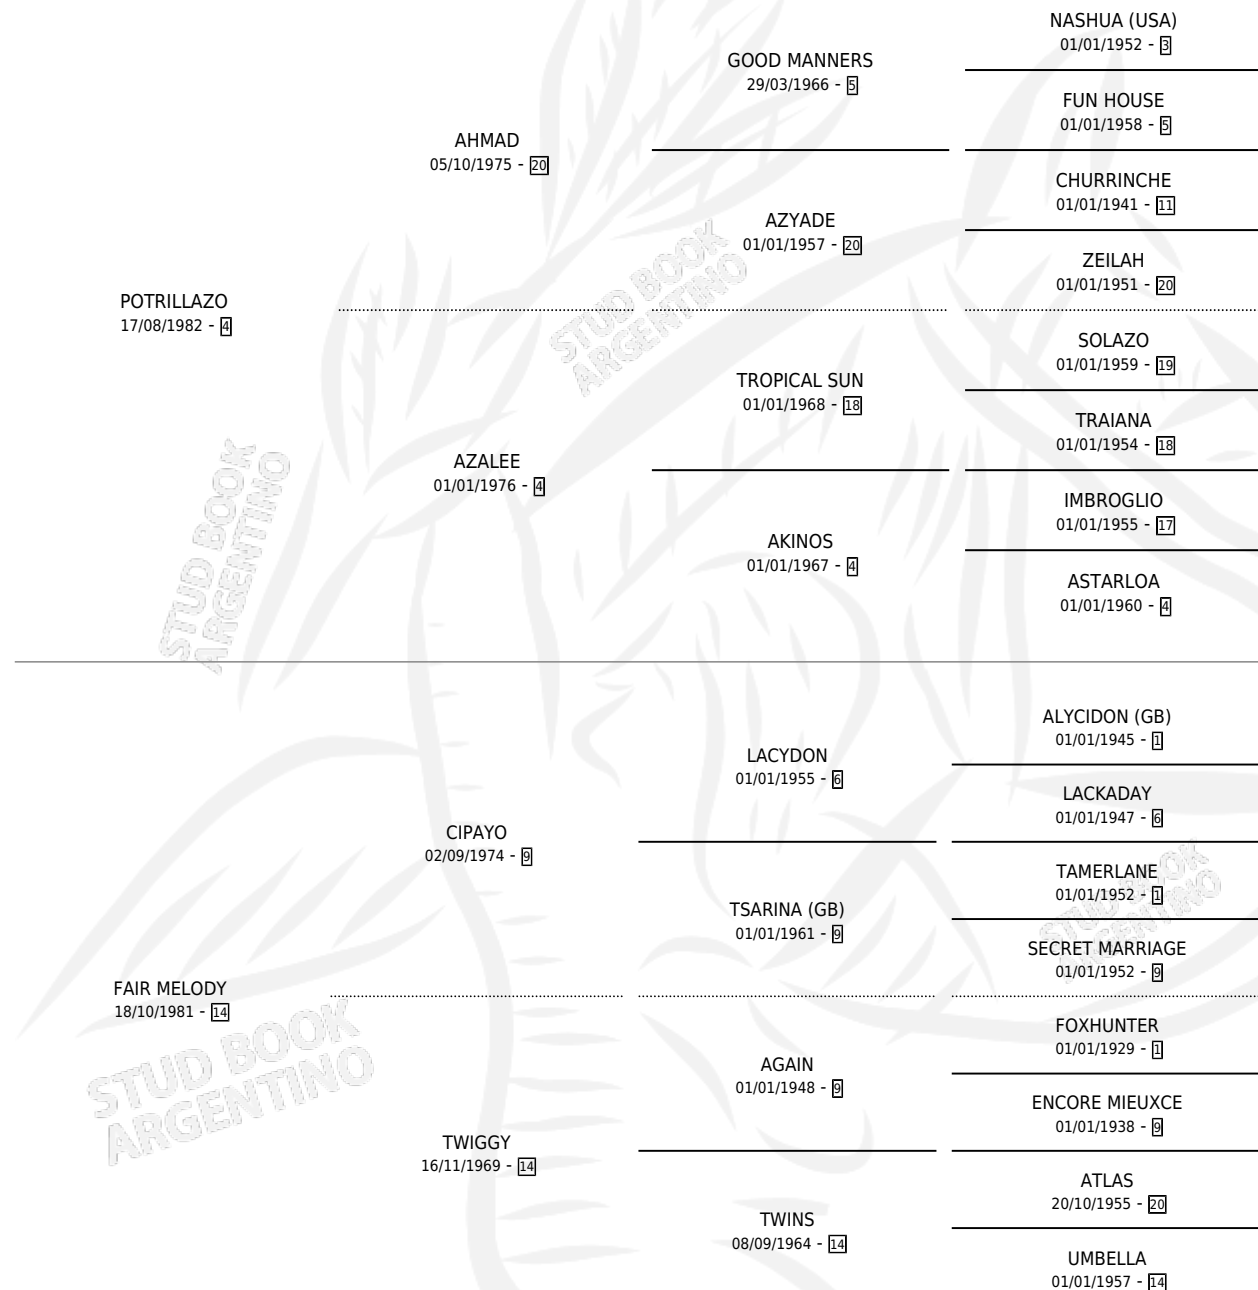 NASHUA (USA)
01/01/1952 - 3
GOOD MANNERS
29/03/1966 - 5
FUN HOUSE
01/01/1958 - 5
AHMAD
05/10/1975 - 20
CHURRINCHE
01/01/1941 - 11
AZYADE
01/01/1957 - 20
ZEILAH
01/01/1951 - 20
POTRILLAZO
17/08/1982 - 4
STUD BOOK
ARGENTINO
SOLAZO
01/01/1959 - 19
TROPICAL SUN
01/01/1968 - 18
TRAIANA
01/01/1954 - 18
AZALEE
01/01/1976 - 4
IMBROGLIO
01/01/1955 - 17
AKINOS
01/01/1967 - 4
ASTARLOA
01/01/1960 - 4
STUD BOOK
ARGENTINO
ALYCIDON (GB)
01/01/1945 - 1
LACYDON
01/01/1955 - 6
LACKADAY
01/01/1947 - 6
CIPAYO
02/09/1974 - 9
TAMERLANE
01/01/1952 - 1
STUD BOOK
ARGENTINO
TSARINA (GB)
01/01/1961 - 9
SECRET MARRIAGE
01/01/1952 - 9
FAIR MELODY
18/10/1981 - 14
FOXHUNTER
01/01/1929 - 1
STUD BOOK
ARGENTINO
AGAIN
01/01/1948 - 9
ENCORE MIEUXCE
01/01/1938 - 9
TWIGGY
16/11/1969 - 14
ATLAS
20/10/1955 - 20
TWINS
08/09/1964 - 14
UMBELLA
01/01/1957 - 14